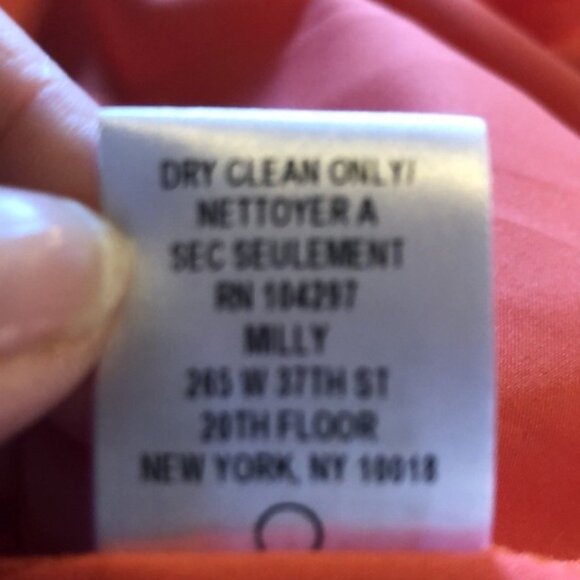 DRY CLEAN ONLY/
NETTOYER A
SEC SEULEMENT
RN 104297
MILLY
265 W 37TH ST
20TH FLOOR
NEW YORK, NY 10018